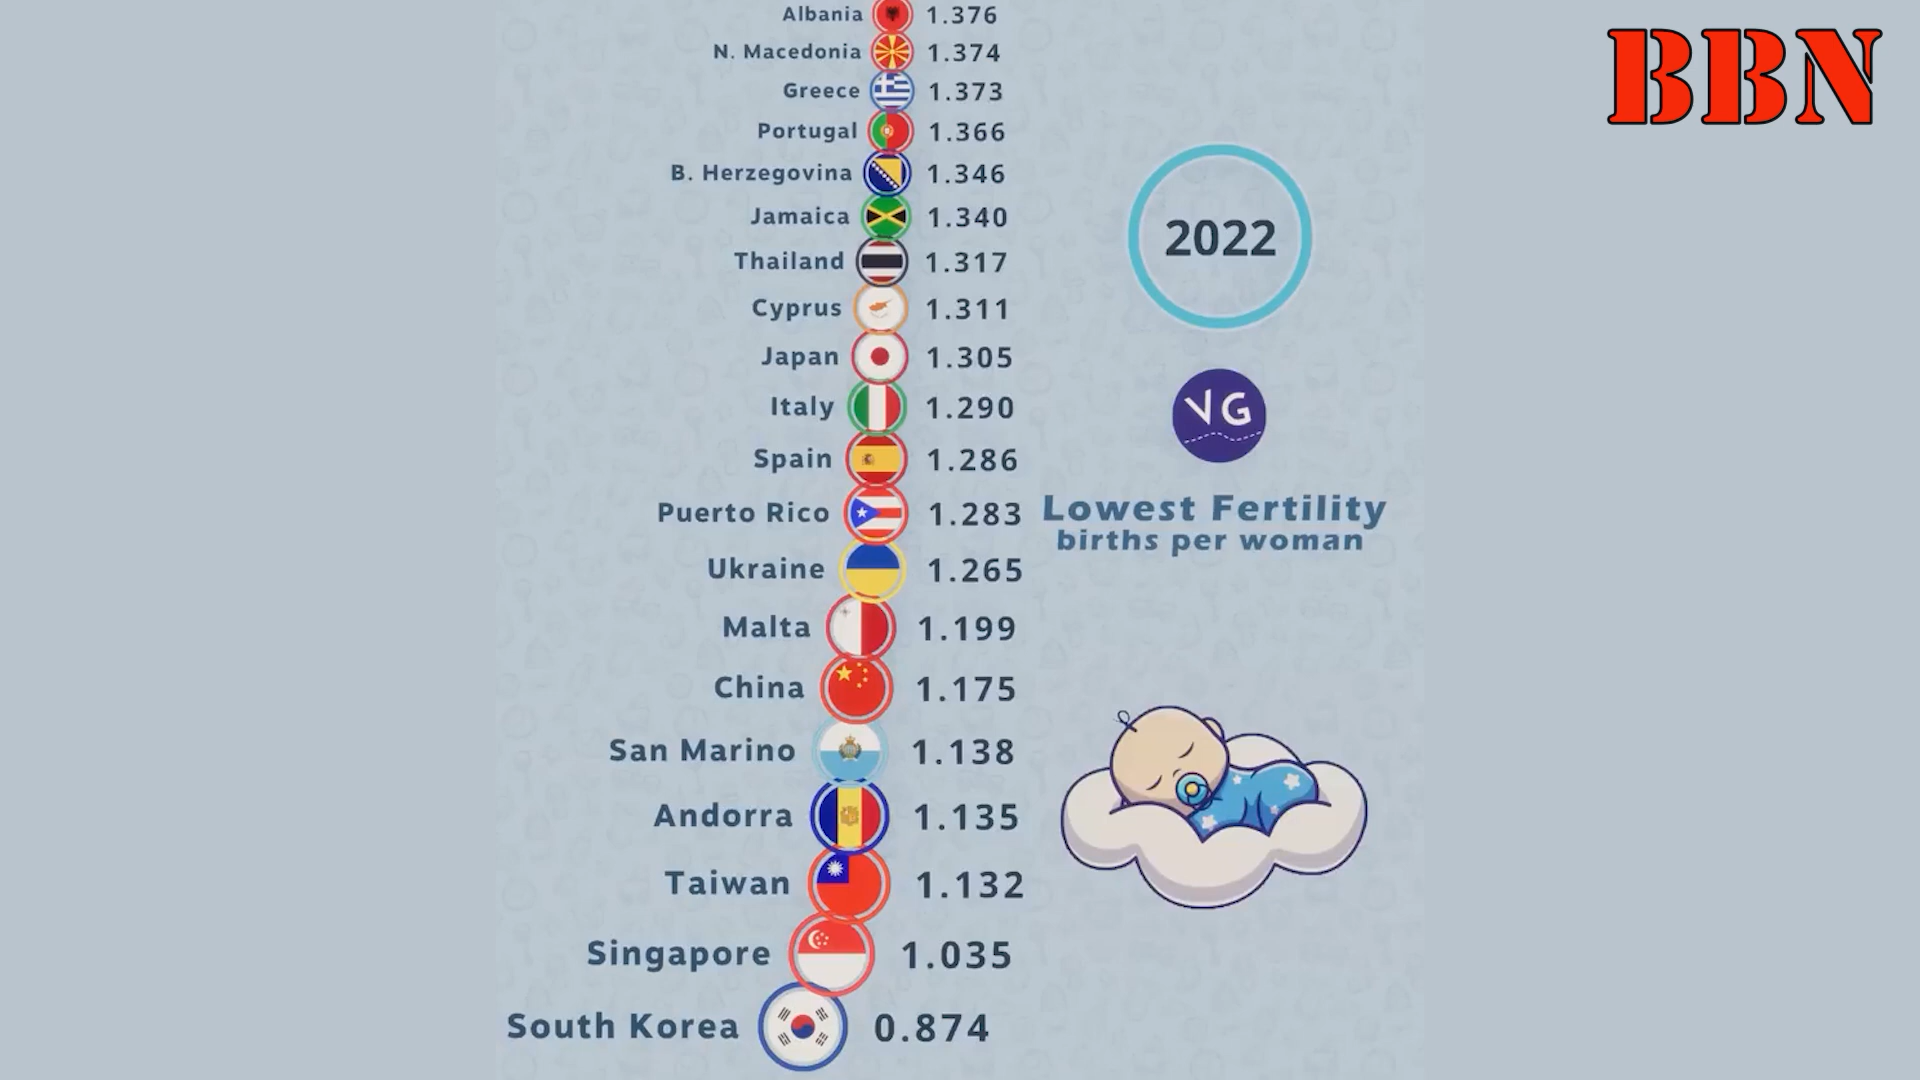 Albania 1.376
N. Macedonia 1.374
Greece 1.373
Portugal 1.366
B. Herzegovina 1.346
Jamaica 1.340
Thailand 1.317
Cyprus 1.311
Japan 1.305
Italy 1.290
Spain 1.286
Puerto Rico 1.283
Ukraine 1.265
Malta 1.199
China 1.175
San Marino 1.138
Andorra 1.135
Taiwan 1.132
Singapore 1.035
South Korea 0.874
BBN
2022
VG
Lowest Fertility
births per woman